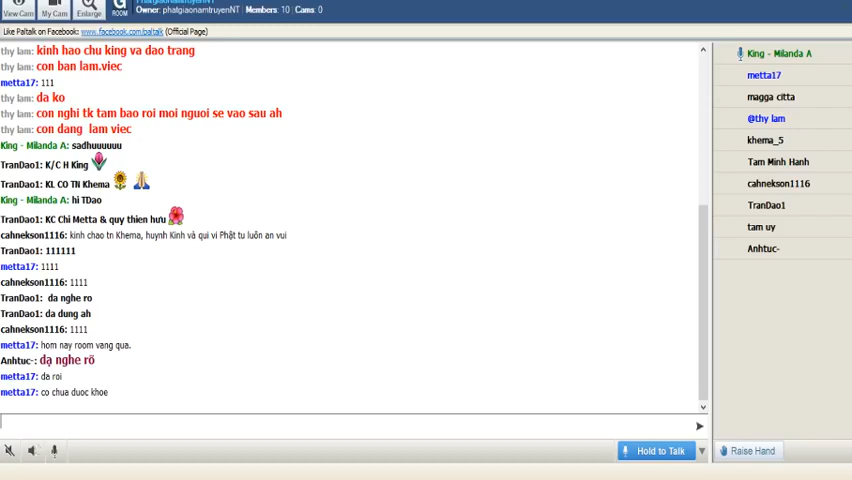 View Cam
My Cam
Enlarge
G
ROOM
Owner: phatgiaonamtruyenNT | Members: 10 | Cams: 0
Like Paltalk on Facebook: www.facebook.com/paltalk (Official Page)
thy lam: kinh hao chu king va dao trang
thy lam: con ban lam.viec
metta17: 111
thy lam: da ko
thy lam: con nghi tk tam bao roi moi nguoi se vao sau ah
thy lam: con dang lam viec
King - Milanda A: sadhuuuuuu
TranDao1: K/C H King
TranDao1: KL CO TN Khema
King - Milanda A: hi TDao
TranDao1: KC Chi Metta & quy thien hưu
cahnekson1116: kinh chao tn Khema, huynh Kinh và qui vi Phật tu luôn an vui
TranDao1: 111111
metta17: 1111
cahnekson1116: 1111
TranDao1: da nghe ro
TranDao1: da dung ah
cahnekson1116: 1111
metta17: hom nay room vang qua.
Anhtuc-: dạ nghe rõ
metta17: da roi
metta17: co chua duoc khoe
Hold to Talk
King - Milanda A
metta17
magga citta
@thy lam
khema_5
Tam Minh Hanh
cahnekson1116
TranDao1
tam uy
Anhtuc-
Raise Hand